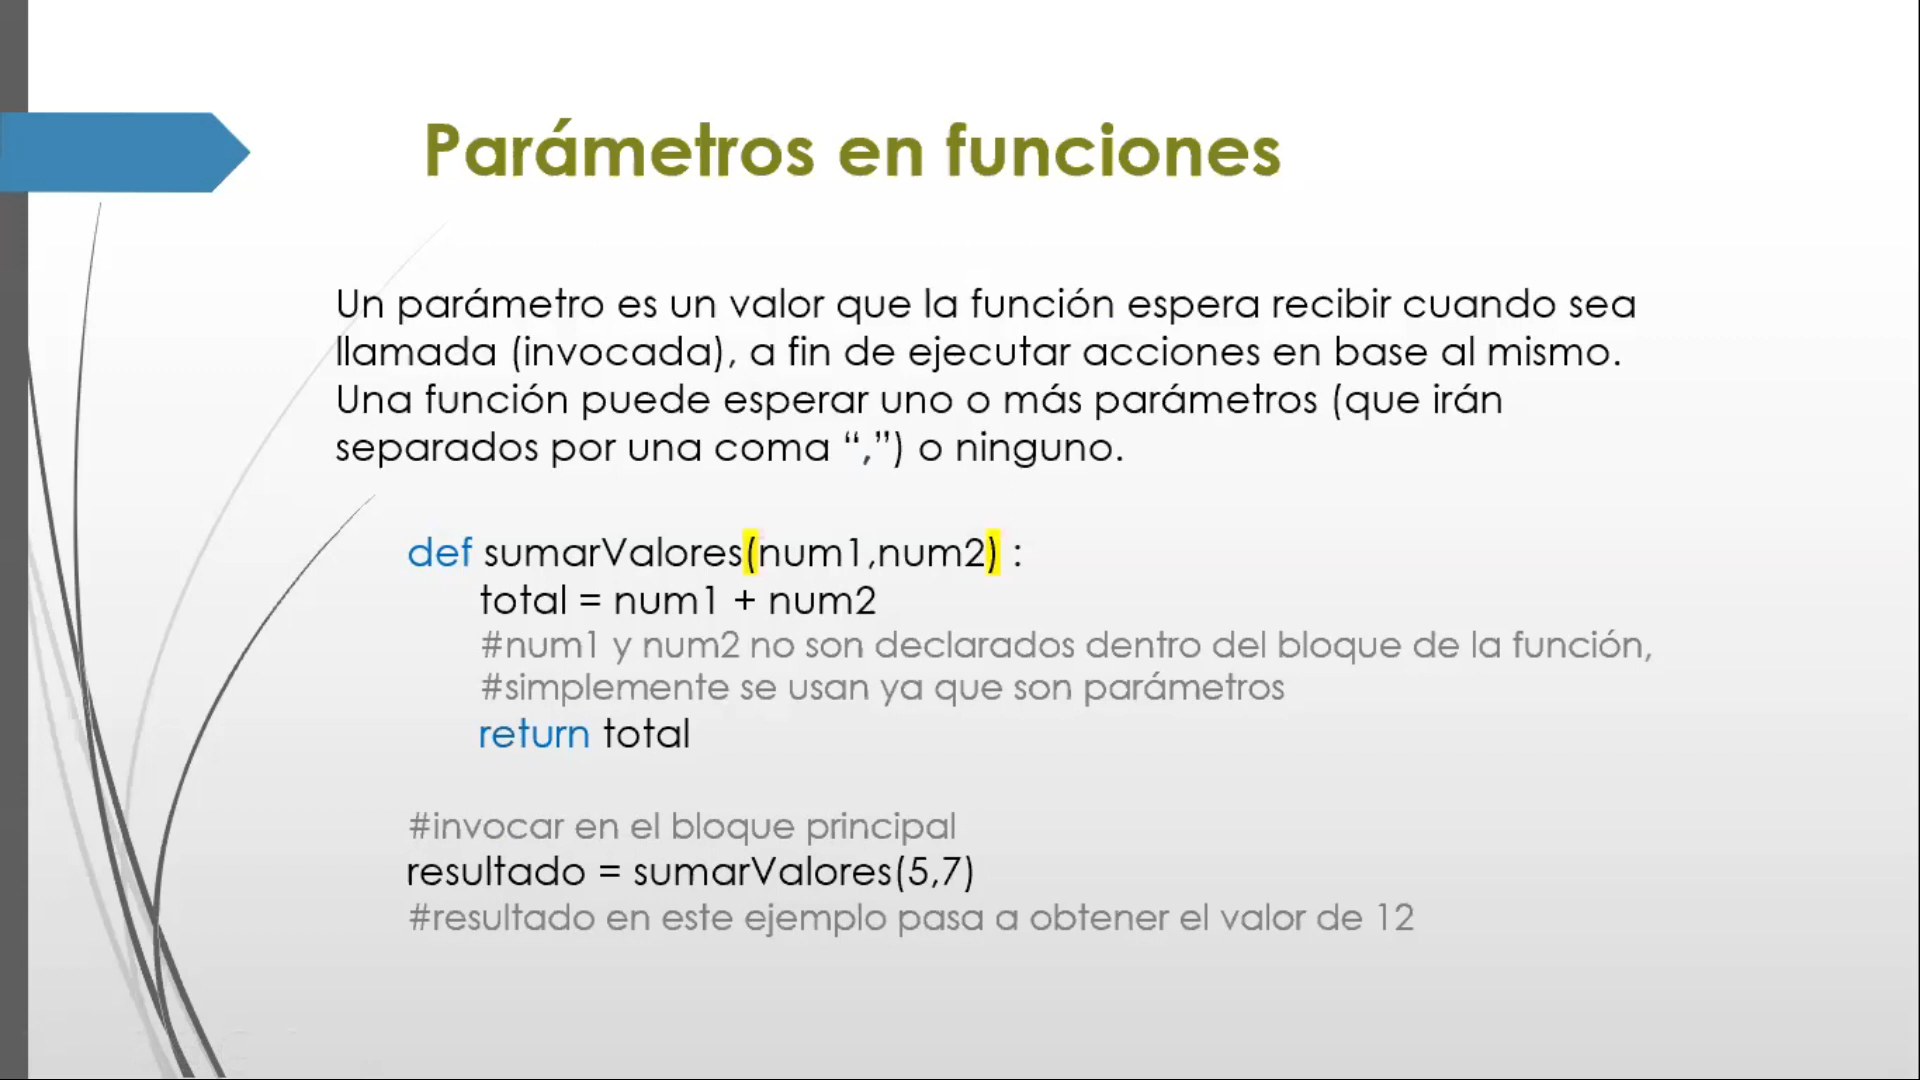 Parámetros en funciones
Un parámetro es un valor que la función espera recibir cuando sea
llamada (invocada), a fin de ejecutar acciones en base al mismo.
Una función puede esperar uno o más parámetros (que irán
separados por una coma “,”) o ninguno.
def sumarValores(num1,num2) :
total = num1 + num2
#num1 y num2 no son declarados dentro del bloque de la función,
#simplemente se usan ya que son parámetros
return total
#invocar en el bloque principal
resultado = sumarValores(5,7)
#resultado en este ejemplo pasa a obtener el valor de 12